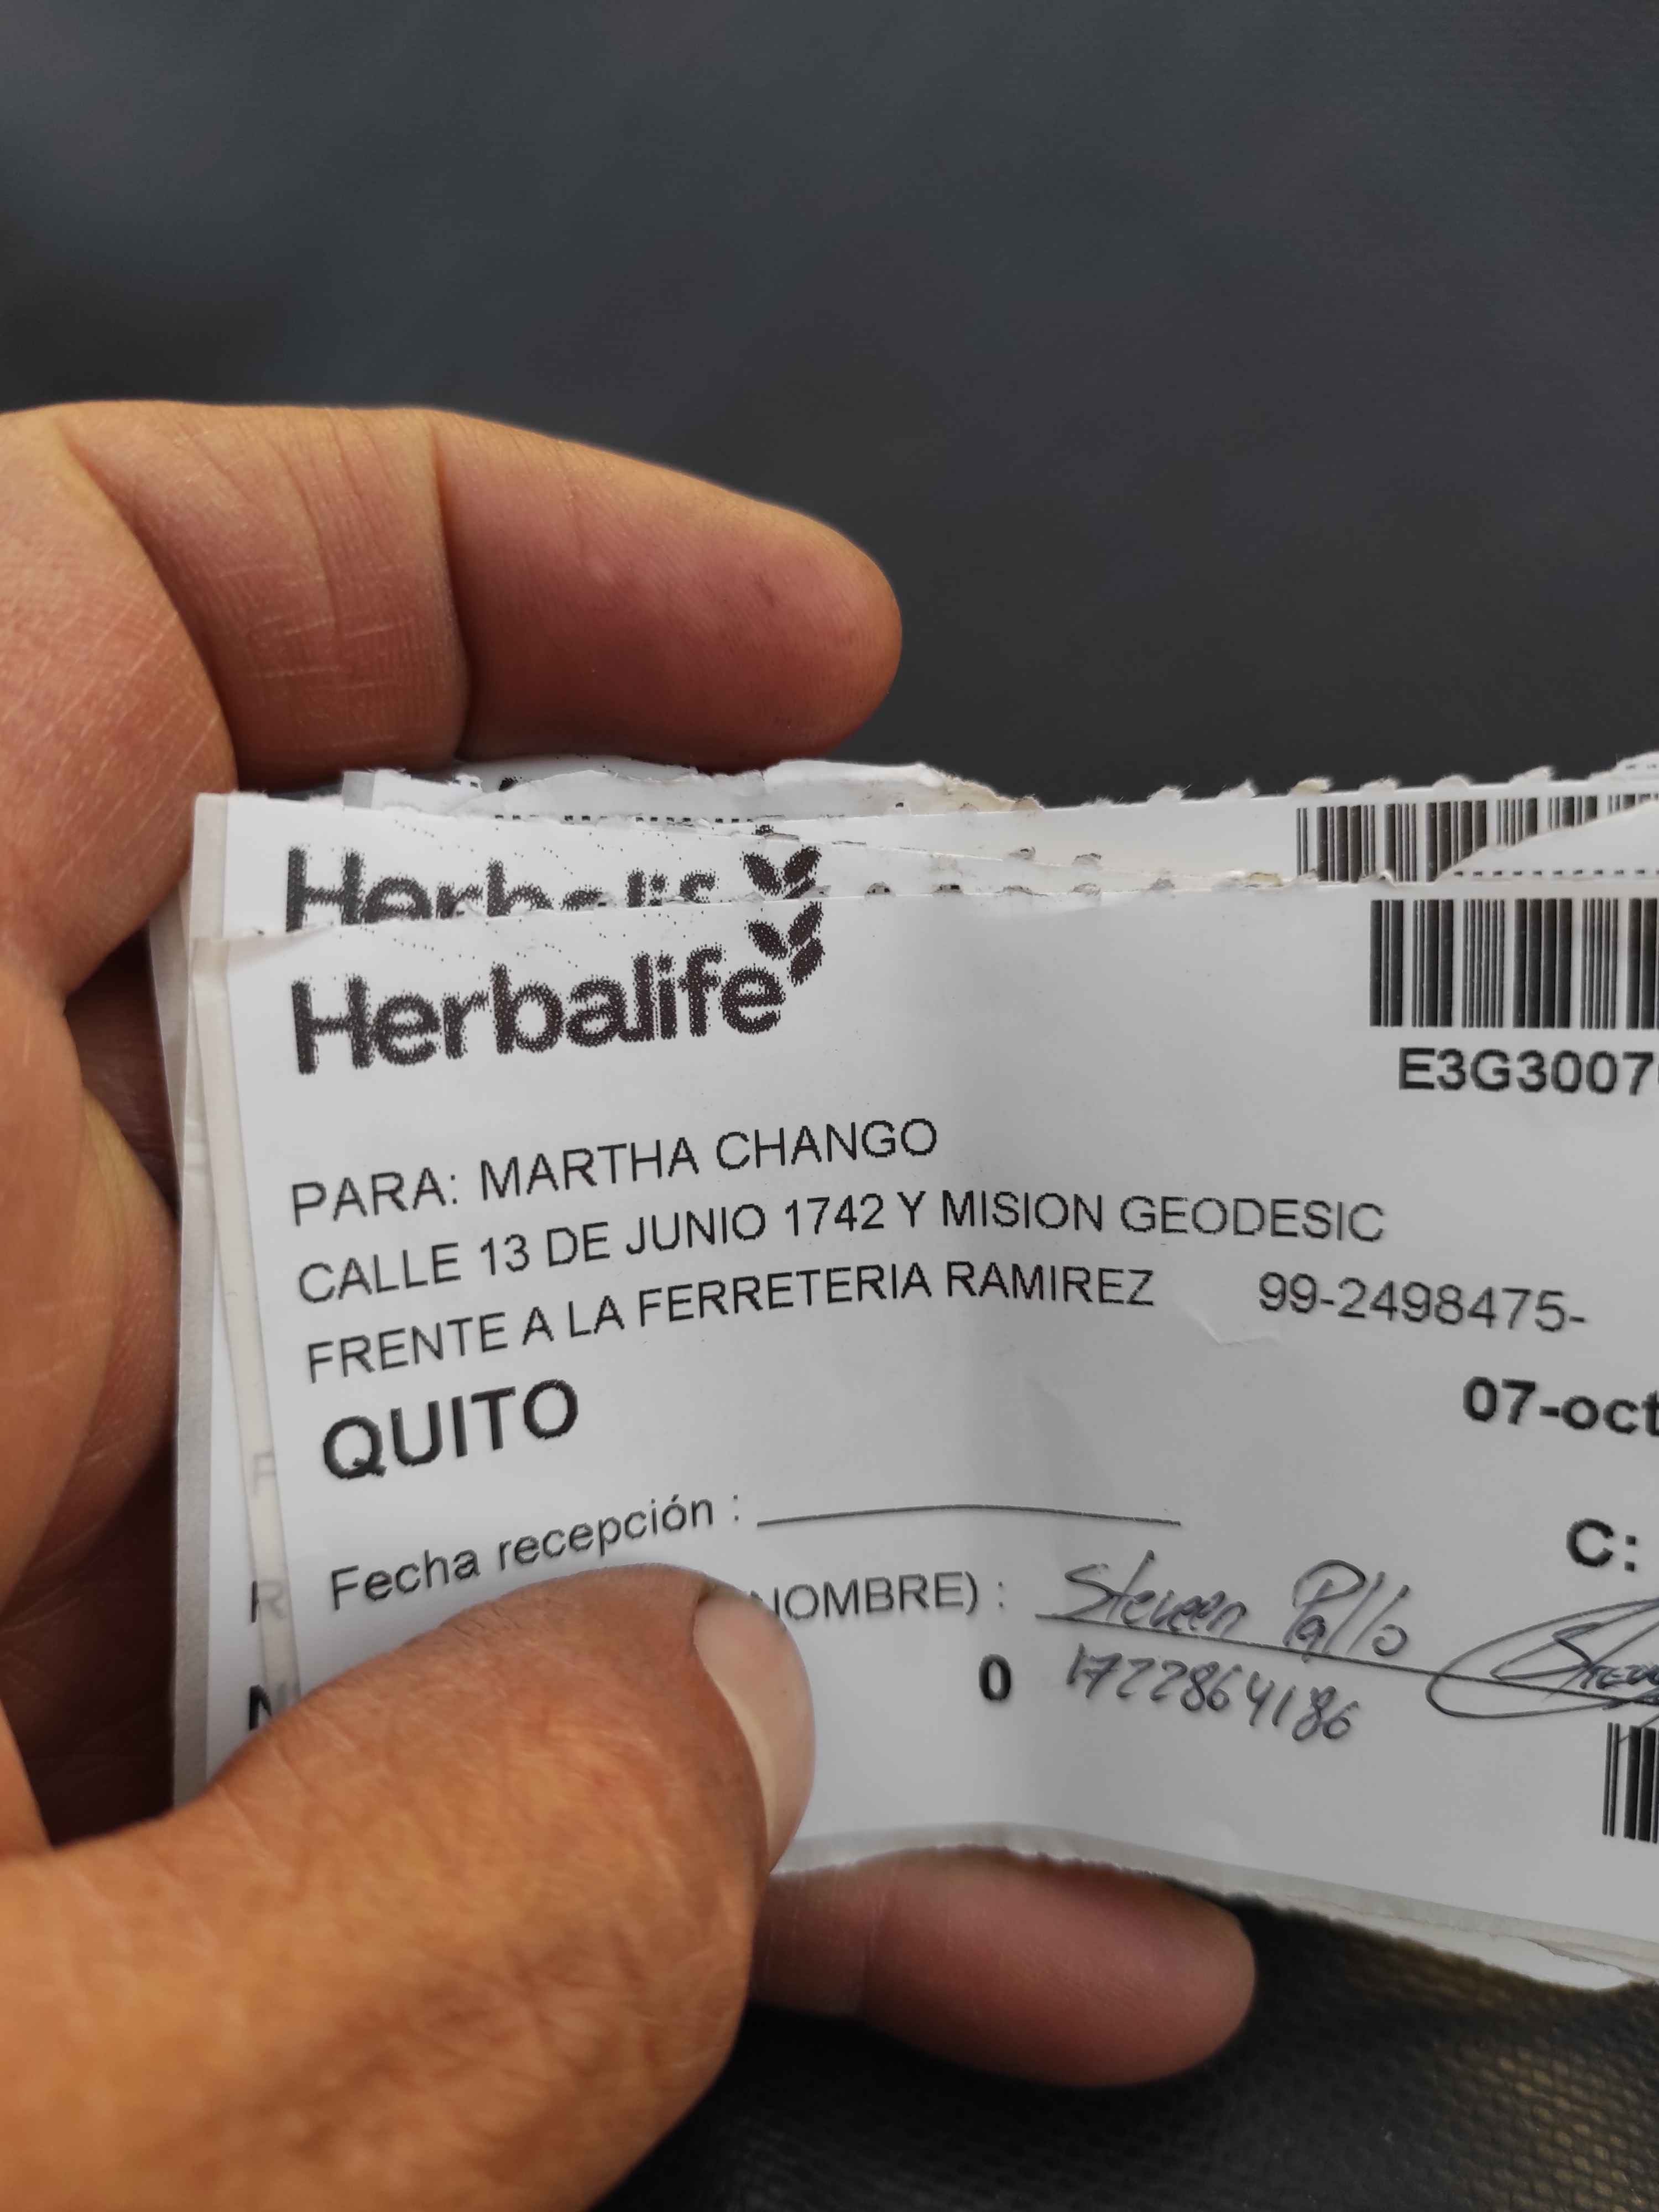 Herbalife
Herbalife
E3G3007
PARA: MARTHA CHANGO
CALLE 13 DE JUNIO 1742 Y MISION GEODESIC
FRENTE A LA FERRETERIA RAMIREZ 99-2498475-
QUITO
07-oct
Fecha recepción :
C:
NOMBRE) : Steveen Pallo
0 1722864186